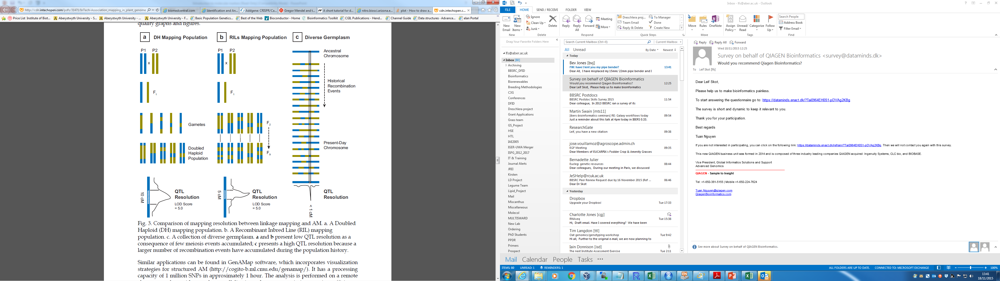 http://cdn.intechopen.com/pdfs/31471/InTech-Association_mapping_in_plant_genome
biomedcentral.com
Identification and An...
Addgene: CRISPR/Ca...
Gregor Mendel and t...
A short tutorial for d...
nitro.biosci.arizona.e...
plot - How to draw a...
cdn.intechopen.c...
Price List Institute of Biot...
Aberystwyth University - S...
Aberystwyth University - ...
Aberystwyth University - F...
Basic Population Genetics...
Best of the Web
Bioconductor - Home
Bioinformatics Toolkit
CGIL Publications - Hend...
Channel Guide
Data structures · Advance...
elan Portal
quality graphs and figures.
a DH Mapping Population
b RILs Mapping Population
c Diverse Germplasm
P1 P2
x
F1
Gametes
Doubled
Haploid
Population
10 cM
QTL
Resolution
LOD Score
= 5.0
P1 P2
x
F1
F2
F9
5 cM
QTL
Resolution
LOD Score
= 5.0
Ancestral
Chromosome
Historical
Recombination
Events
Present-Day
Chromosome
QTL
Resolution
< 1 cM
Fig. 3. Comparison of mapping resolution between linkage mapping and AM. a. A Doubled
Haploid (DH) mapping population. b. A Recombinant Inbred Line (RIL) mapping
population. c. A collection of diverse germplasm. a and b present low QTL resolution as a
consequence of few meiosis events accumulated; c presents a high QTL resolution because a
larger number of recombination events have accumulated during the population history.
Similar applications can be found in GenAMap software, which incorporates visualization
strategies for structured AM (http://cogito-b.ml.cmu.edu/genamap/). It has a processing
capacity of 1 million SNPs in approximately 1 hour. The analysis is performed on a remote
Inbox - lfs@aber.ac.uk - Outlook
FILE HOME SEND / RECEIVE FOLDER VIEW
New Email
New Items
Ignore
Clean Up
Junk
Delete
Reply
Reply All
Forward
Meeting
More
Dreschlera proj...
Team Email
Reply & Delete
To Manager
Done
Create New
Move
Rules
OneNote
Assign Policy
Unread/ Read
Categorize
Follow Up
Search People
Address Book
Filter Email
New
Delete
Respond
Quick Steps
Move
Tags
Find
Drag Your Favorite Folders Here
lfs@aber.ac.uk
Inbox [80]
Archiving
BBSRC_DFID
Bioinformatics
Biorenewables
Breeding Methodologies
C3G
Conferences
DFID
Dreschlera project
Grant Applications
Grass team
GS_Project
HSE
HTL
IAE2005
IGER-UWA Merger
ISPG_2012_2017
IT & Training
Journal Alerts
JREI
Kirsten
LD Project
Legume Team
Lipid_Project
Mail
Miscanthus
Miscellaneous
Molecol
MULTISWARD
New Lab
Ordering
PhD Students
PPDR
Primers
Prospect
Search Current Mailbox (Ctrl+E)
Current Mailbox
All Unread
By Date Newest
Today
Bev Jones [bvj]
FW: have I lent you my pipe bender? 13:41
Dear All, I have misplaced my 15mm/ 22mm pipe bender and I
Survey on behalf of QIAGEN Bioinformatics
Would you recommend Qiagen Bioinformatics? 12:25
Dear Leif Skot, Please help us to make bioinformatics
BBSRC Postdocs
BBSRC Postdoc Skills Survey 2015 11:54
Dear colleague, In 2013 BBSRC ran a survey of its
Martin Swain [mts11]
[ibers-bioinformatics-seminars] RE: Galaxy workflows today 09:54
Just a reminder about this talk at 4pm today in IBERS 0.33.
ResearchGate
Leif, you have a new citation 09:38
jose.vouillamoz@agroscope.admin.ch
EGF Meeting 09:35
Dear Members of EUCARPIA's Fodder Crop & Amenity Grasses
Bernadette Julier
Eucleg: genetic resources 08:44
Dear colleagues, During our meeting in Paris, we discussed
JeSHelp@rcuk.ac.uk
BBSRC Peer Review Request due by 16 November 2015 (Ref ... 06:46
Dear Dr Skot
Yesterday
Dropbox
Upgrade your Dropbox! Tue 17:33
Charlotte Jones [cgj]
RNAseq Tue 15:38
Hi, Draft email. Have I covered everything? We have been
Tim Langdon [ttl]
Oat genomics/genotyping workshop Tue 9:42
Hi all, Further to the original e-mail, we are now planning to
Iain Donnison [isd]
The next Institute Assessment Exercise Tue 2:11
Reply Reply All Forward
Wed 18/11/2015 12:25
Survey on behalf of QIAGEN Bioinformatics <survey@dataminds.dk>
Would you recommend Qiagen Bioinformatics?
To Leif Skot [lfs]
Dear Leif Skot,
Please help us to make bioinformatics painless.
To start answering the questionnaire go to: https://dataminds.enact.dk/?Tai0964EH0S1-pDVAg2KBg
The survey is short and dynamic to keep it relevant to you.
Thank you for your participation.
Best regards
Tuan Nguyen
If you are not interested in participating, you can click on the following link: https://dataminds.enact.dk/refrain/?Tai0964EH0S1-pDVAg2KBg. Then we will not contact you again with this survey.
This new QIAGEN business unit was formed in 2014 and is composed of three industry leading companies QIAGEN acquired: Ingenuity Systems, CLC bio, and BIOBASE.
Vice President, Global Informatics Solutions and Support
Advanced Genomics
QIAGEN - Sample to Insight
Tel: +1-650-381-5155 | Mobile +1-650-224-7624
Tuan.Nguyen@qiagen.com
QiagenBioinformatics.com
See more about Survey on behalf of QIAGEN Bioinformatics.
Mail Calendar People Tasks ···
ITEMS: 80 UNREAD: 1 REMINDERS: 1
ALL FOLDERS ARE UP TO DATE. CONNECTED TO: MICROSOFT EXCHANGE
100%
EN
13:41
18/11/2015